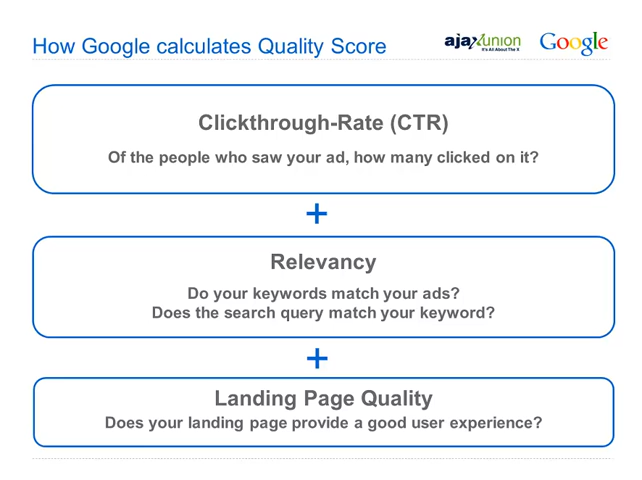 How Google calculates Quality Score
ajaxunion
It's All About The X
Google
Clickthrough-Rate (CTR)
Of the people who saw your ad, how many clicked on it?
+
Relevancy
Do your keywords match your ads?
Does the search query match your keyword?
+
Landing Page Quality
Does your landing page provide a good user experience?